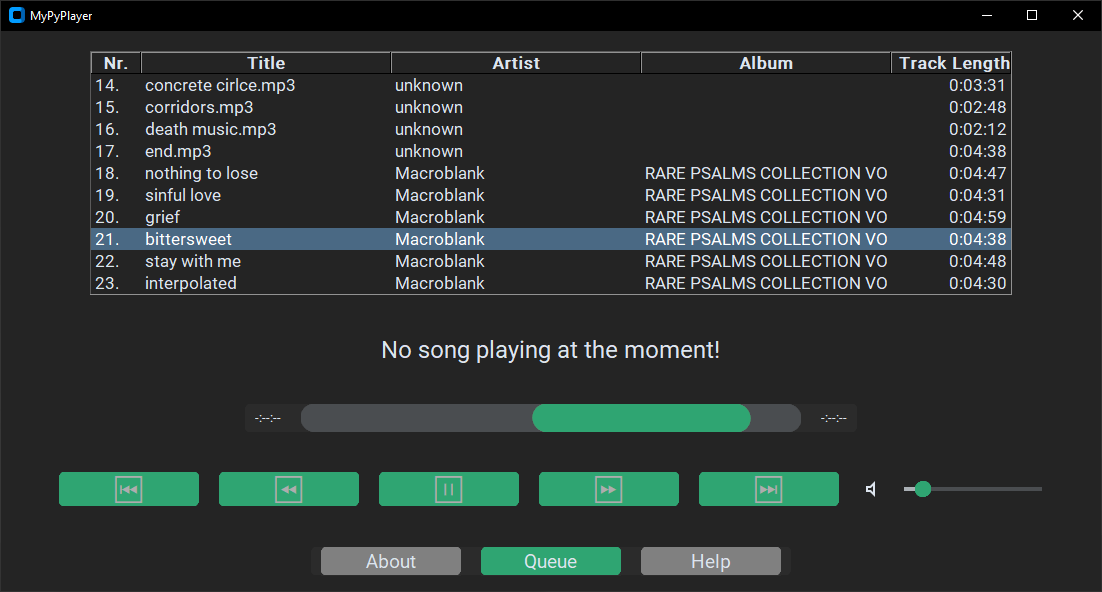 MyPyPlayer
Nr. Title Artist Album Track Length
14. concrete cirlce.mp3 unknown 0:03:31
15. corridors.mp3 unknown 0:02:48
16. death music.mp3 unknown 0:02:12
17. end.mp3 unknown 0:04:38
18. nothing to lose Macroblank RARE PSALMS COLLECTION VO 0:04:47
19. sinful love Macroblank RARE PSALMS COLLECTION VO 0:04:31
20. grief Macroblank RARE PSALMS COLLECTION VO 0:04:59
21. bittersweet Macroblank RARE PSALMS COLLECTION VO 0:04:38
22. stay with me Macroblank RARE PSALMS COLLECTION VO 0:04:48
23. interpolated Macroblank RARE PSALMS COLLECTION VO 0:04:30
No song playing at the moment!
-:--:-- -:--:--
About Queue Help